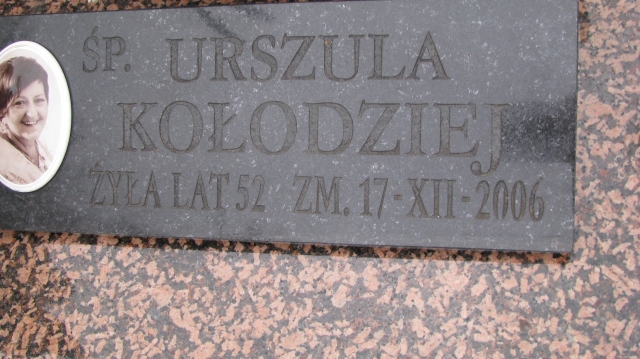 ŚP. URSZULA
KOŁODZIEJ
ŻYŁA LAT 52 ZM. 17-XII-2006